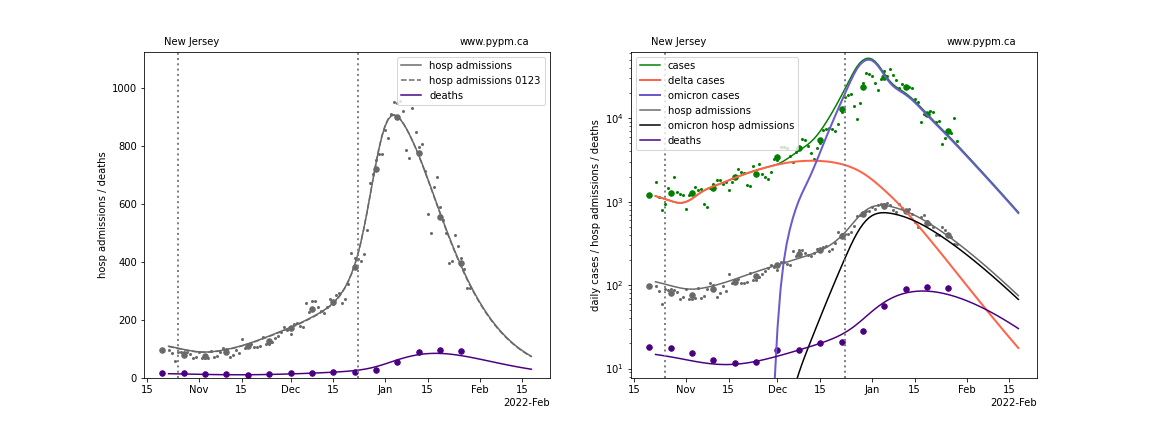 New Jersey www.pypm.ca
hosp admissions
hosp admissions 0123
deaths
hosp admissions / deaths
1000
800
600
400
200
0
15 Nov 15 Dec 15 Jan 15 Feb 15
2022-Feb
New Jersey www.pypm.ca
cases
delta cases
omicron cases
hosp admissions
omicron hosp admissions
deaths
daily cases / hosp admissions / deaths
10⁴
10³
10²
10¹
15 Nov 15 Dec 15 Jan 15 Feb 15
2022-Feb